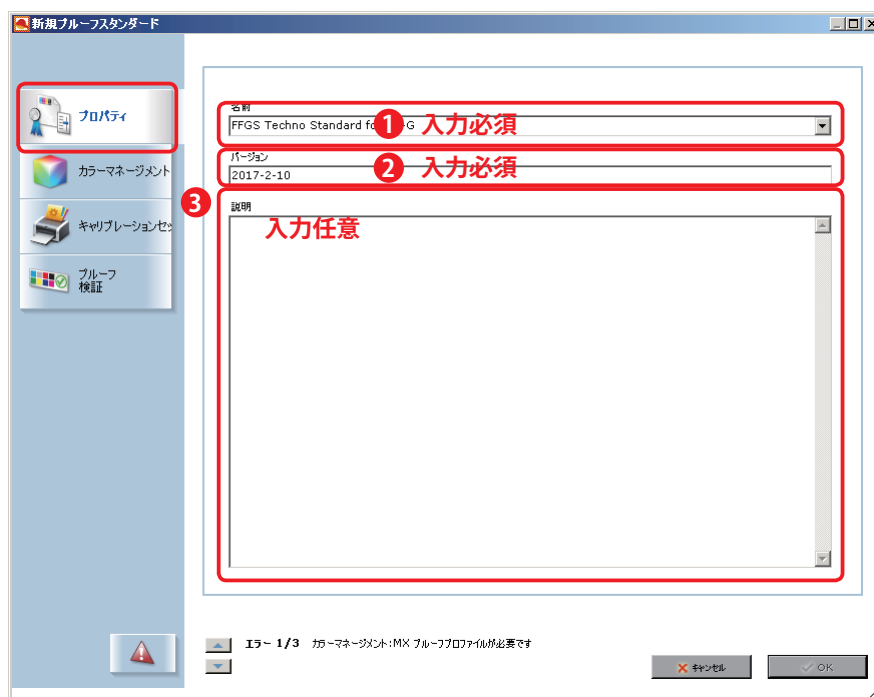 新規プルーフスタンダード
プロパティ
カラーマネージメント
キャリブレーションセッ
プルーフ
検証
名前
FFGS Techno Standard fo -G
1 入力必須
バージョン
2017-2-10
2 入力必須
3
説明
入力任意
エラー 1/3 カラーマネージメント:MX プルーフプロファイルが必要です
キャンセル
OK